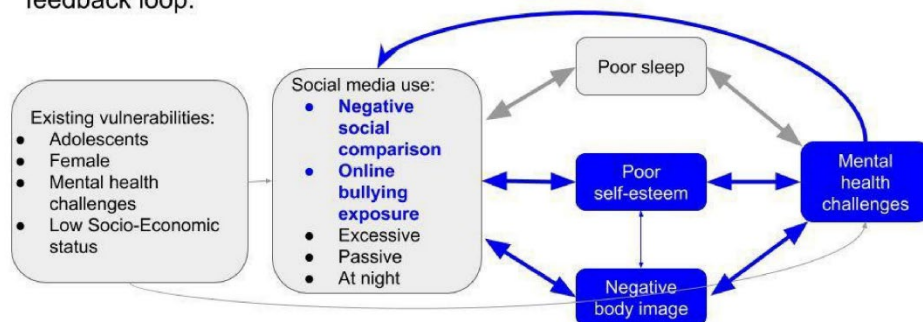 feedback loop.
Existing vulnerabilities:
● Adolescents
● Female
● Mental health
challenges
● Low Socio-Economic
status
Social media use:
● Negative
social
comparison
● Online
bullying
exposure
● Excessive
● Passive
● At night
Poor sleep
Poor
self-esteem
Negative
body image
Mental
health
challenges